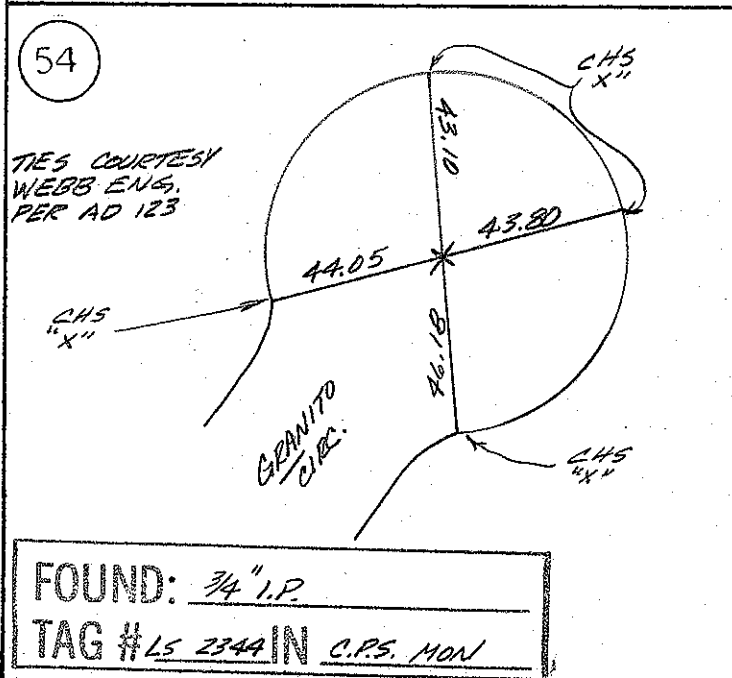 54
TIES COURTESY
WEBB ENG.
PER AD 123
CHS
"X"
43.10
43.80
44.05
46.18
CHS
"X"
GRANITO
CIRC.
CHS
"X"
FOUND: 3/4" I.P.
TAG # LS 2344 IN C.P.S. MON